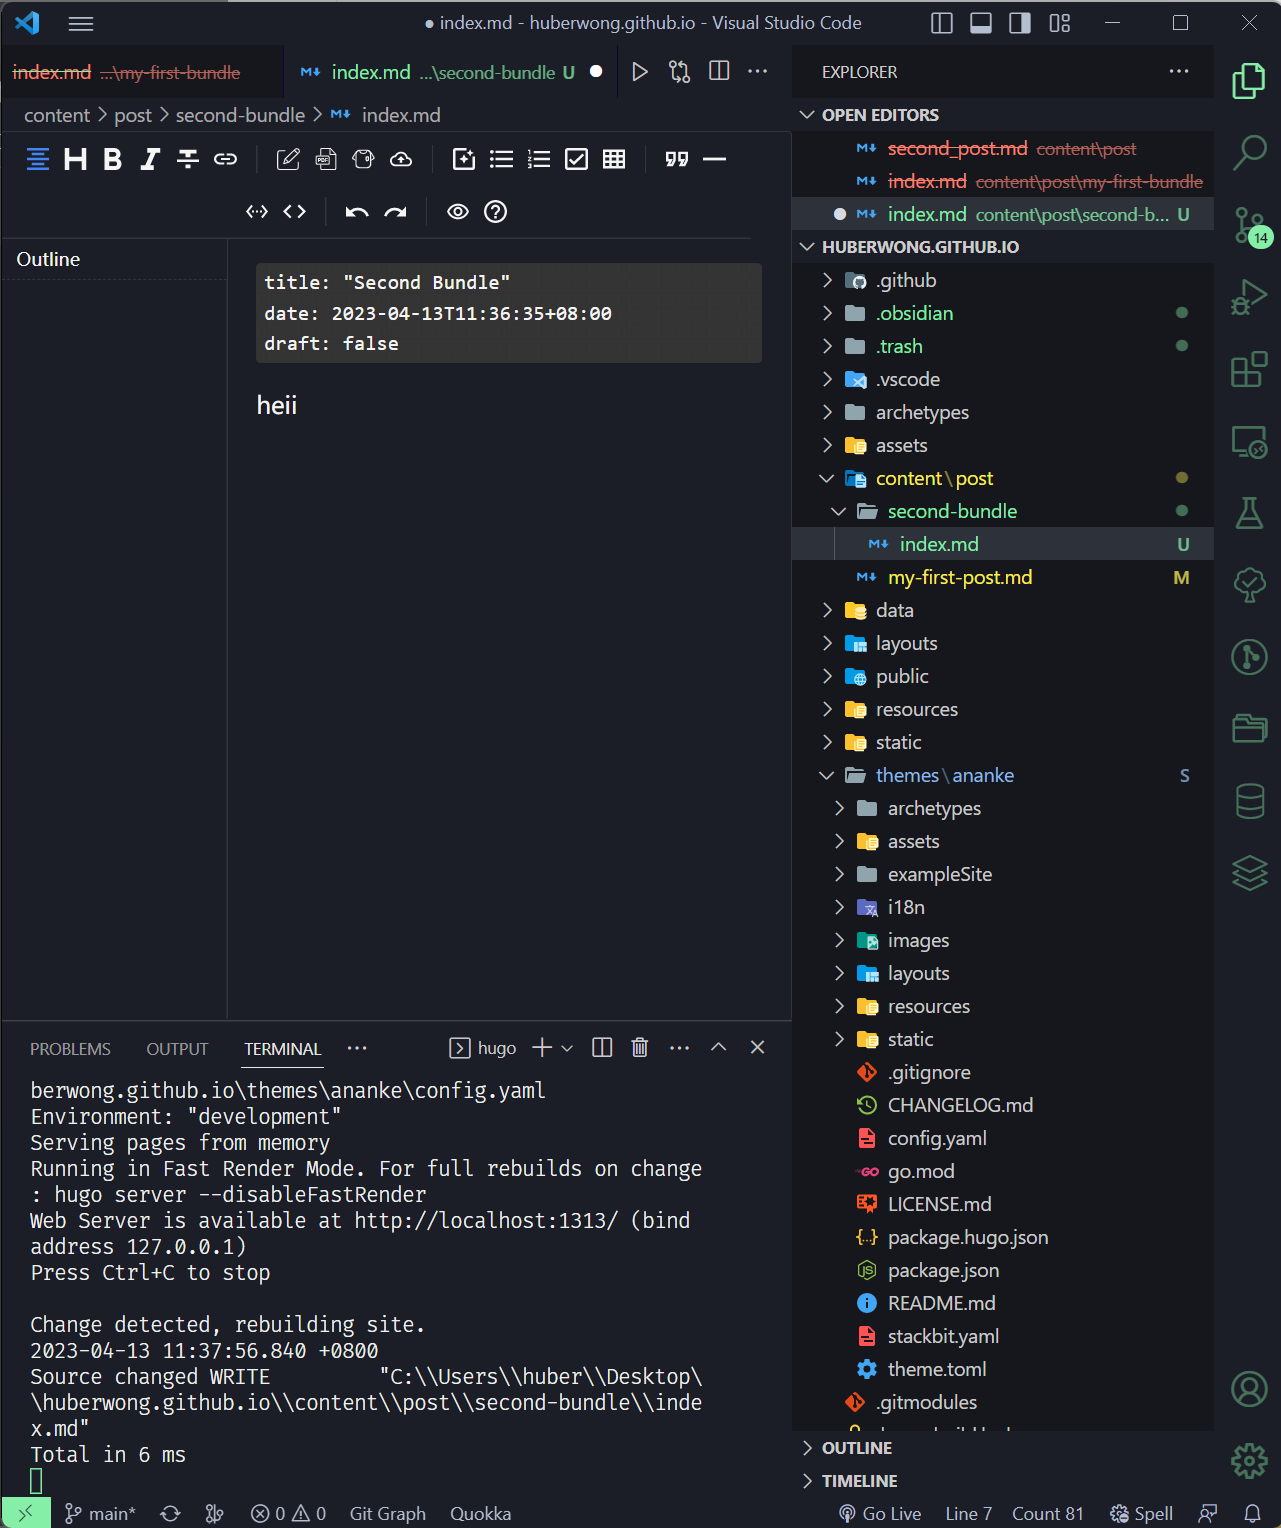 ● index.md - huberwong.github.io - Visual Studio Code
index.md ...\my-first-bundle
index.md ...\second-bundle U
content > post > second-bundle > index.md
H B I
PDF
Outline
title: "Second Bundle"
date: 2023-04-13T11:36:35+08:00
draft: false
heii
PROBLEMS OUTPUT TERMINAL ··· hugo
berwong.github.io\themes\ananke\config.yaml
Environment: "development"
Serving pages from memory
Running in Fast Render Mode. For full rebuilds on change
: hugo server --disableFastRender
Web Server is available at http://localhost:1313/ (bind
address 127.0.0.1)
Press Ctrl+C to stop
Change detected, rebuilding site.
2023-04-13 11:37:56.840 +0800
Source changed WRITE "C:\\Users\\huber\\Desktop\
\huberwong.github.io\\content\\post\\second-bundle\\inde
x.md"
Total in 6 ms
EXPLORER
OPEN EDITORS
second_post.md content\post
index.md content\post\my-first-bundle
index.md content\post\second-b... U
HUBERWONG.GITHUB.IO
.github
.obsidian
.trash
.vscode
archetypes
assets
content\post
second-bundle
index.md U
my-first-post.md M
data
layouts
public
resources
static
themes\ananke S
archetypes
assets
exampleSite
i18n
images
layouts
resources
static
.gitignore
CHANGELOG.md
config.yaml
go.mod
LICENSE.md
package.hugo.json
package.json
README.md
stackbit.yaml
theme.toml
.gitmodules
OUTLINE
TIMELINE
14
main* 0 0 Git Graph Quokka Go Live Line 7 Count 81 Spell